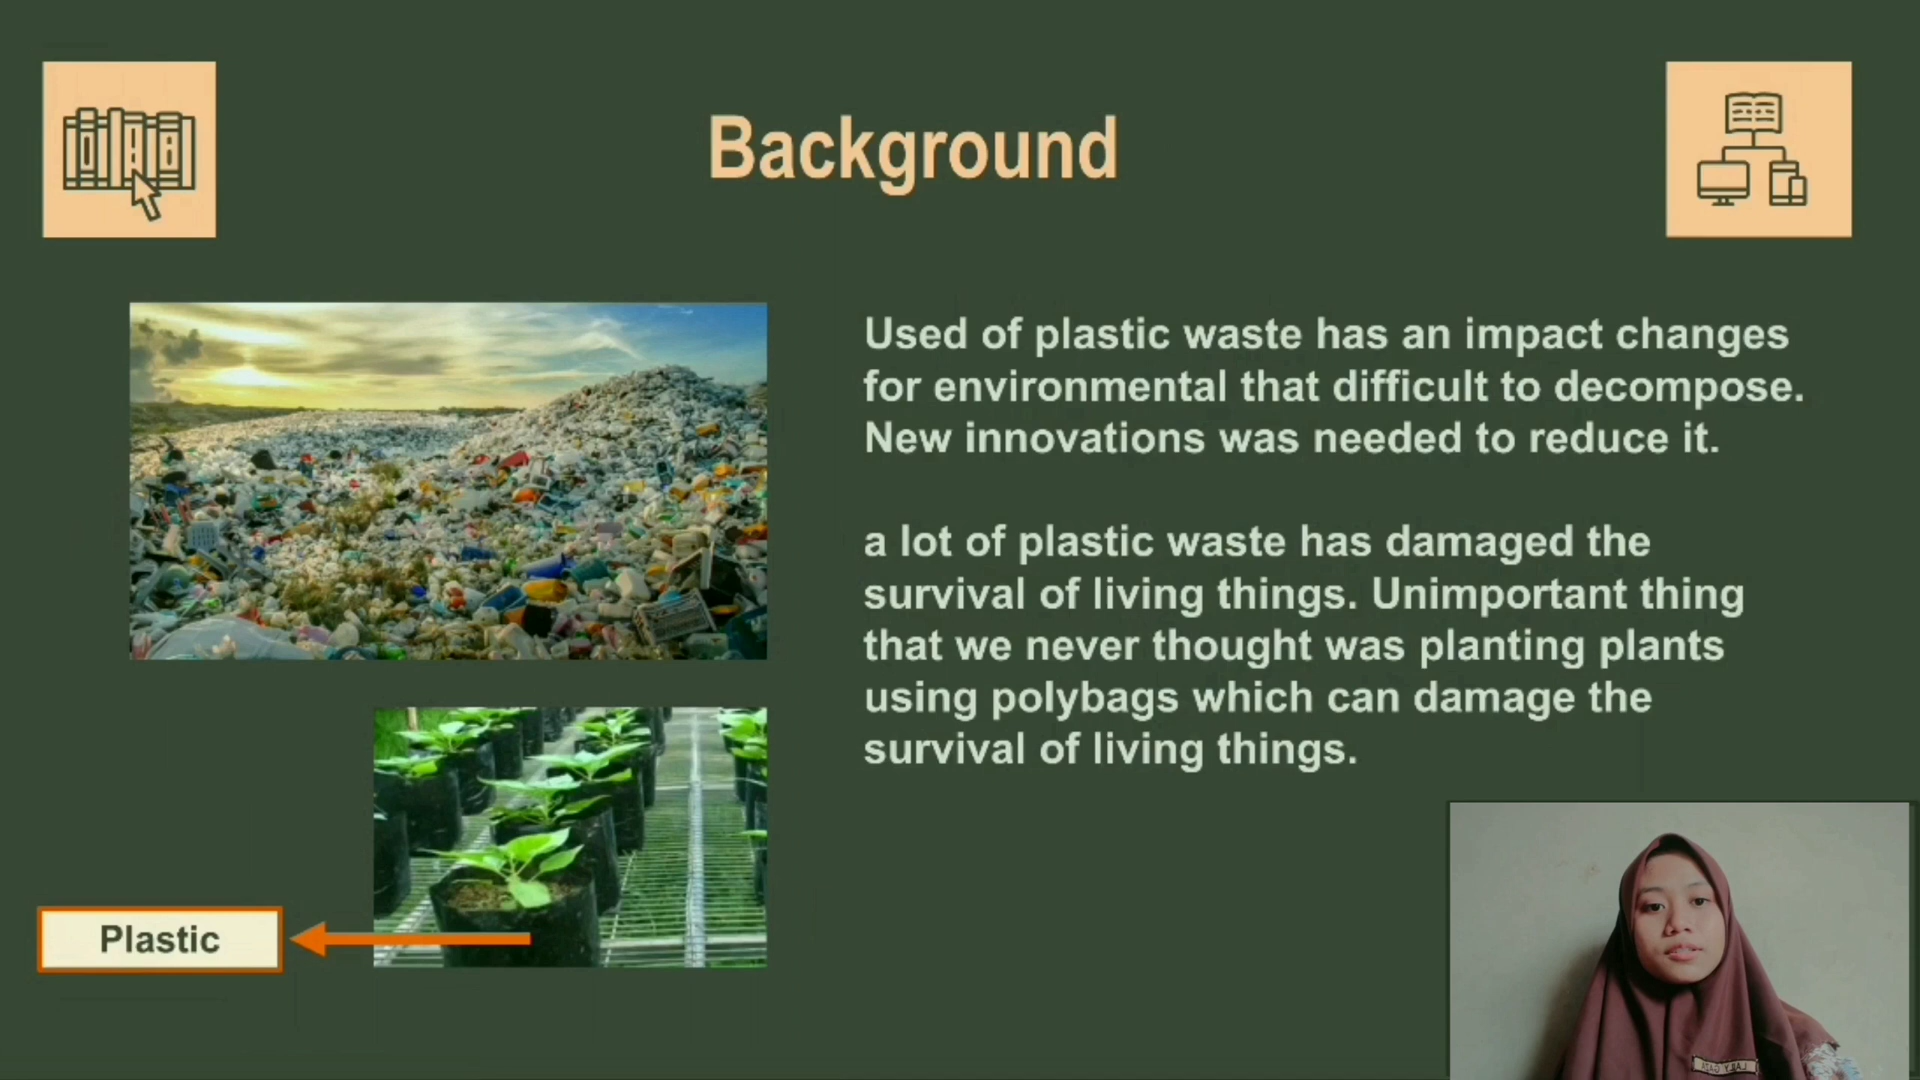 Background
Used of plastic waste has an impact changes
for environmental that difficult to decompose.
New innovations was needed to reduce it.
a lot of plastic waste has damaged the
survival of living things. Unimportant thing
that we never thought was planting plants
using polybags which can damage the
survival of living things.
Plastic